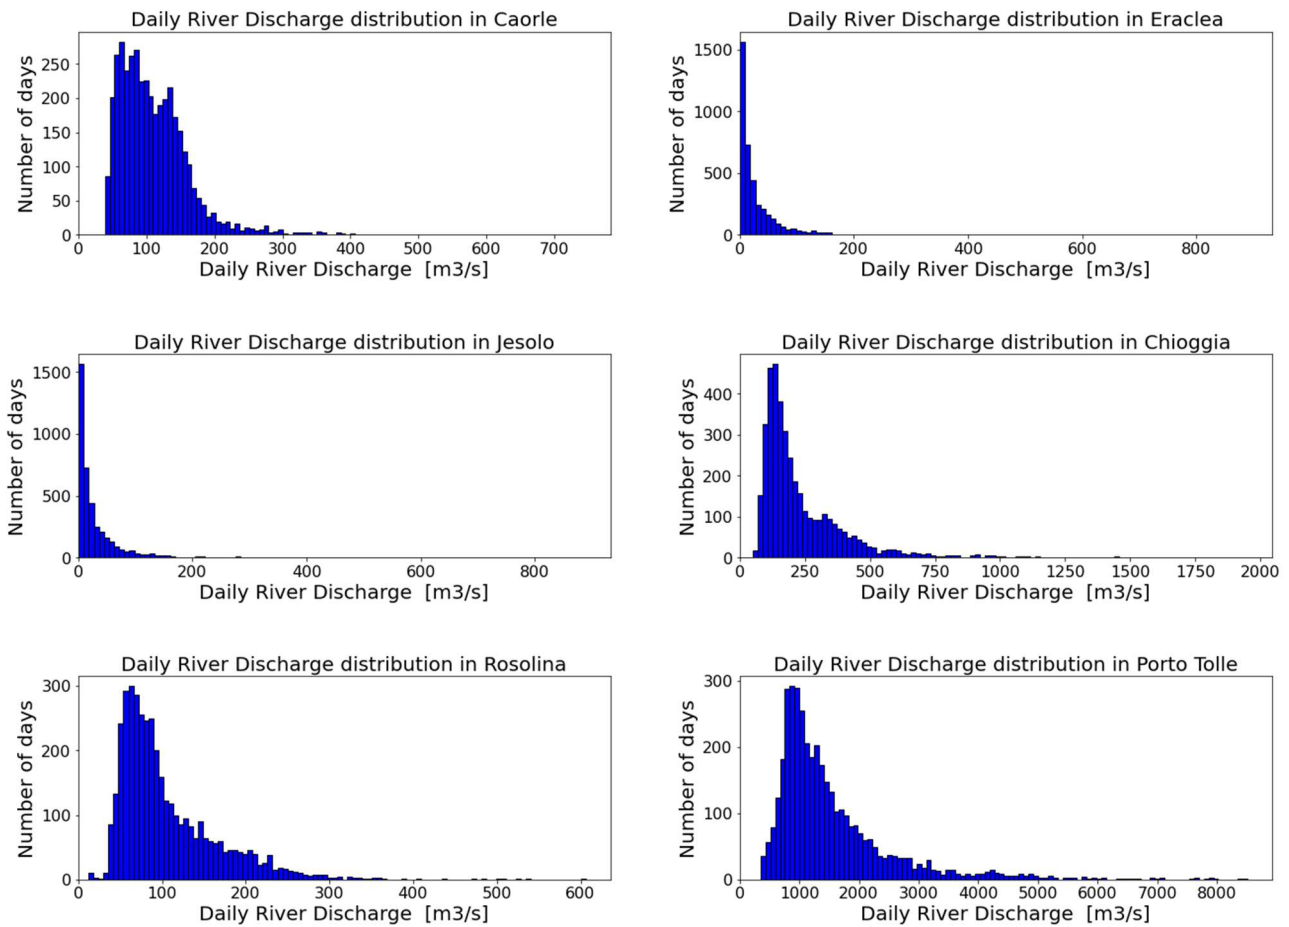 Daily River Discharge distribution in Caorle
Number of days
250
200
150
100
50
0
0 100 200 300 400 500 600 700
Daily River Discharge [m3/s]
Daily River Discharge distribution in Eraclea
Number of days
1500
1000
500
0
0 200 400 600 800
Daily River Discharge [m3/s]
Daily River Discharge distribution in Jesolo
Number of days
1500
1000
500
0
0 200 400 600 800
Daily River Discharge [m3/s]
Daily River Discharge distribution in Chioggia
Number of days
400
300
200
100
0
0 250 500 750 1000 1250 1500 1750 2000
Daily River Discharge [m3/s]
Daily River Discharge distribution in Rosolina
Number of days
300
200
100
0
0 100 200 300 400 500 600
Daily River Discharge [m3/s]
Daily River Discharge distribution in Porto Tolle
Number of days
300
200
100
0
0 1000 2000 3000 4000 5000 6000 7000 8000
Daily River Discharge [m3/s]